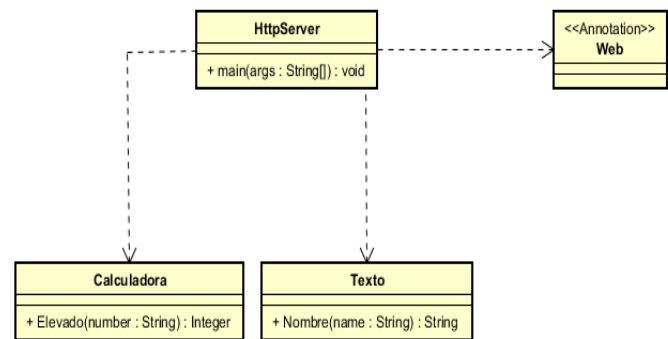 HttpServer
+ main(args : String[]) : void
<<Annotation>>
Web
Calculadora
+ Elevado(number : String) : Integer
Texto
+ Nombre(name : String) : String